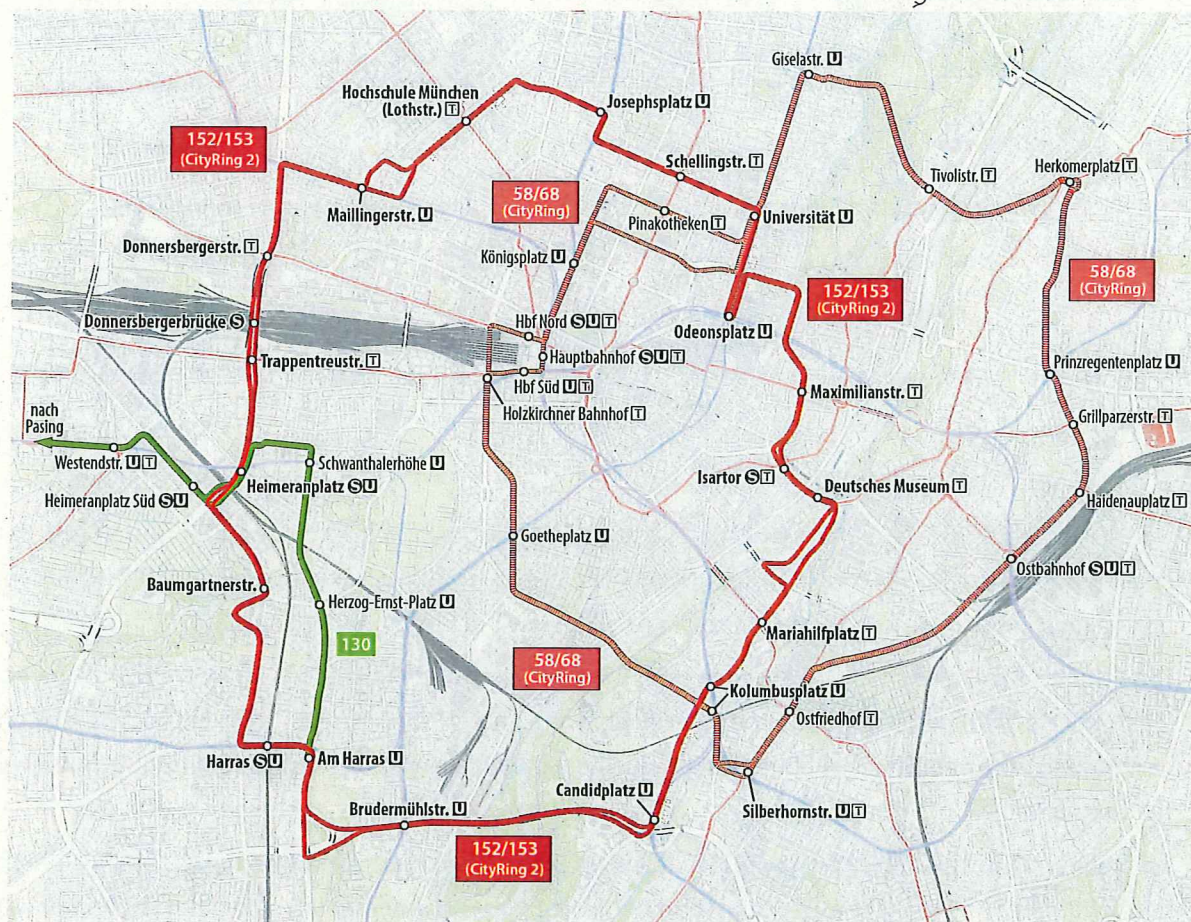 Giselastr. U
Hochschule München
(Lothstr.) T
Josephsplatz U
152/153
(CityRing 2)
Schellingstr. T
Herkomerplatz T
Tivolistr. T
Maillingerstr. U
58/68
(CityRing)
Pinakotheken T
Universität U
Donnersbergerstr. T
Königsplatz U
58/68
(CityRing)
152/153
(CityRing 2)
Donnersbergerbrücke S
Hbf Nord S U T
Odeonsplatz U
Trappentreustr. T
Hauptbahnhof S U T
Hbf Süd U T
Prinzregentenplatz U
Maximilianstr. T
nach
Pasing
Holzkirchner Bahnhof T
Grillparzerstr. T
Westendstr. U T
Schwanthalerhöhe U
Isartor S T
Heimeranplatz S U
Deutsches Museum T
Heimeranplatz Süd S U
Haidenauplatz T
Goetheplatz U
Ostbahnhof S U T
Baumgartnerstr.
Herzog-Ernst-Platz U
Mariahilfplatz T
130
58/68
(CityRing)
Kolumbusplatz U
Ostfriedhof T
Harras S U
Am Harras U
Candidplatz U
Brudermühlstr. U
Silberhornstr. U T
152/153
(CityRing 2)